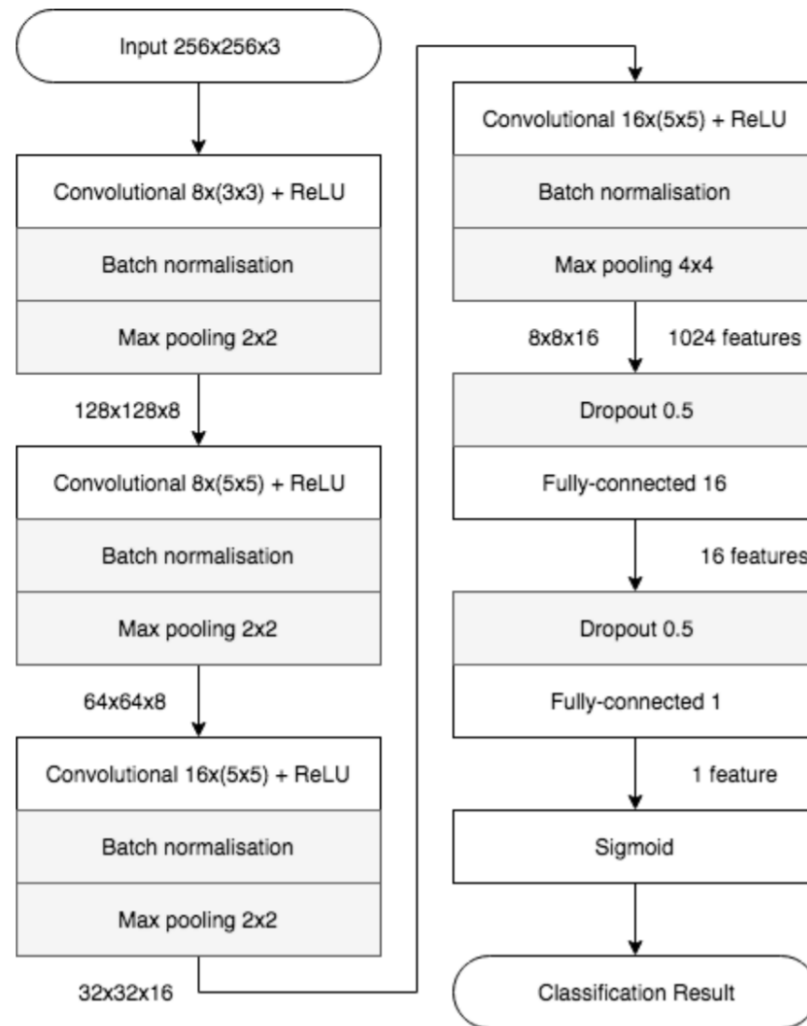 Input 256x256x3
Convolutional 8x(3x3) + ReLU
Batch normalisation
Max pooling 2x2
128x128x8
Convolutional 8x(5x5) + ReLU
Batch normalisation
Max pooling 2x2
64x64x8
Convolutional 16x(5x5) + ReLU
Batch normalisation
Max pooling 2x2
32x32x16
Convolutional 16x(5x5) + ReLU
Batch normalisation
Max pooling 4x4
8x8x16 1024 features
Dropout 0.5
Fully-connected 16
16 features
Dropout 0.5
Fully-connected 1
1 feature
Sigmoid
Classification Result